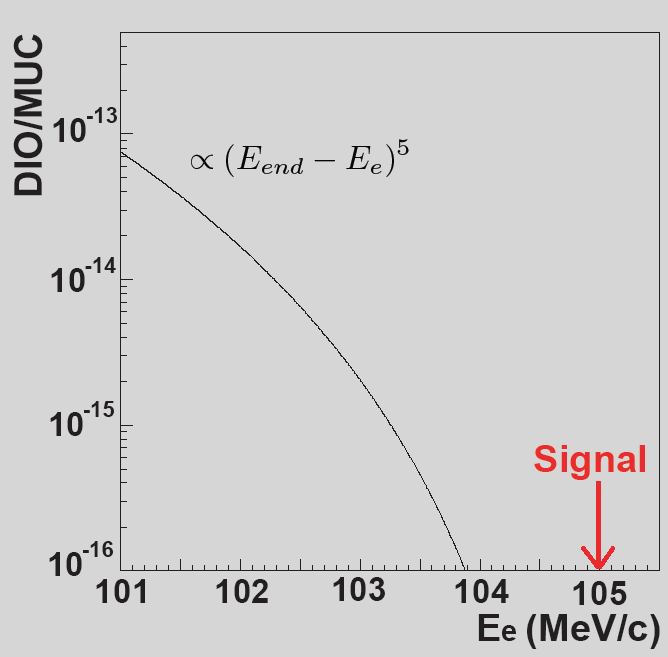 DIO/MUC
10^-13
∝ (E_end − E_e)^5
10^-14
10^-15
Signal
10^-16
101 102 103 104 105
Ee (MeV/c)